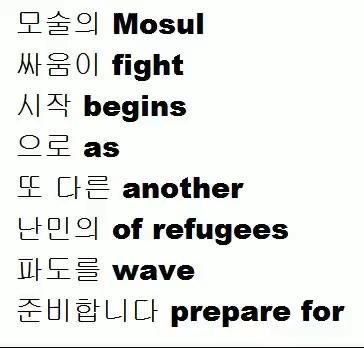 모술의 Mosul
싸움이 fight
시작 begins
으로 as
또 다른 another
난민의 of refugees
파도를 wave
준비합니다 prepare for